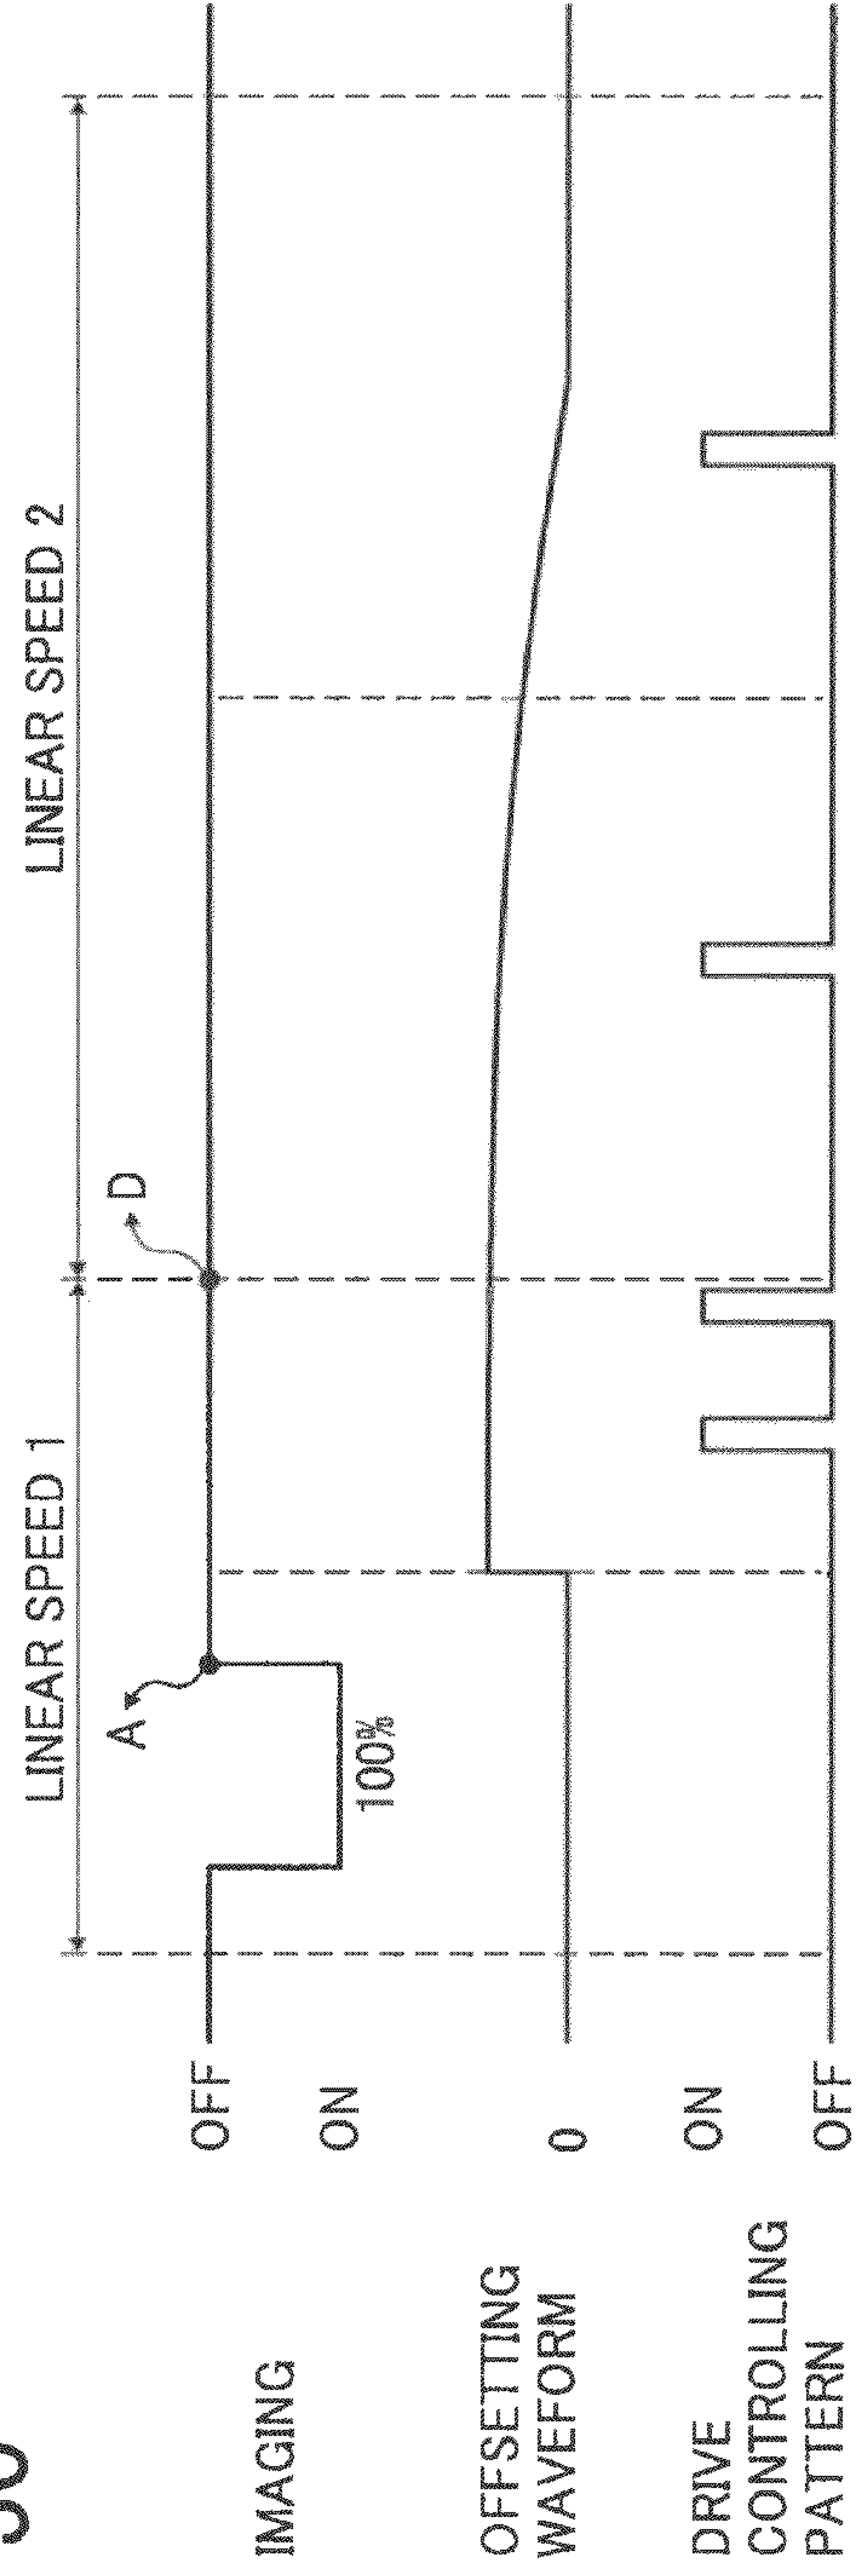 LINEAR SPEED 1
LINEAR SPEED 2
A
D
IMAGING
OFF
ON
100%
OFFSETTING
WAVEFORM
0
DRIVE
CONTROLLING
PATTERN
ON
OFF